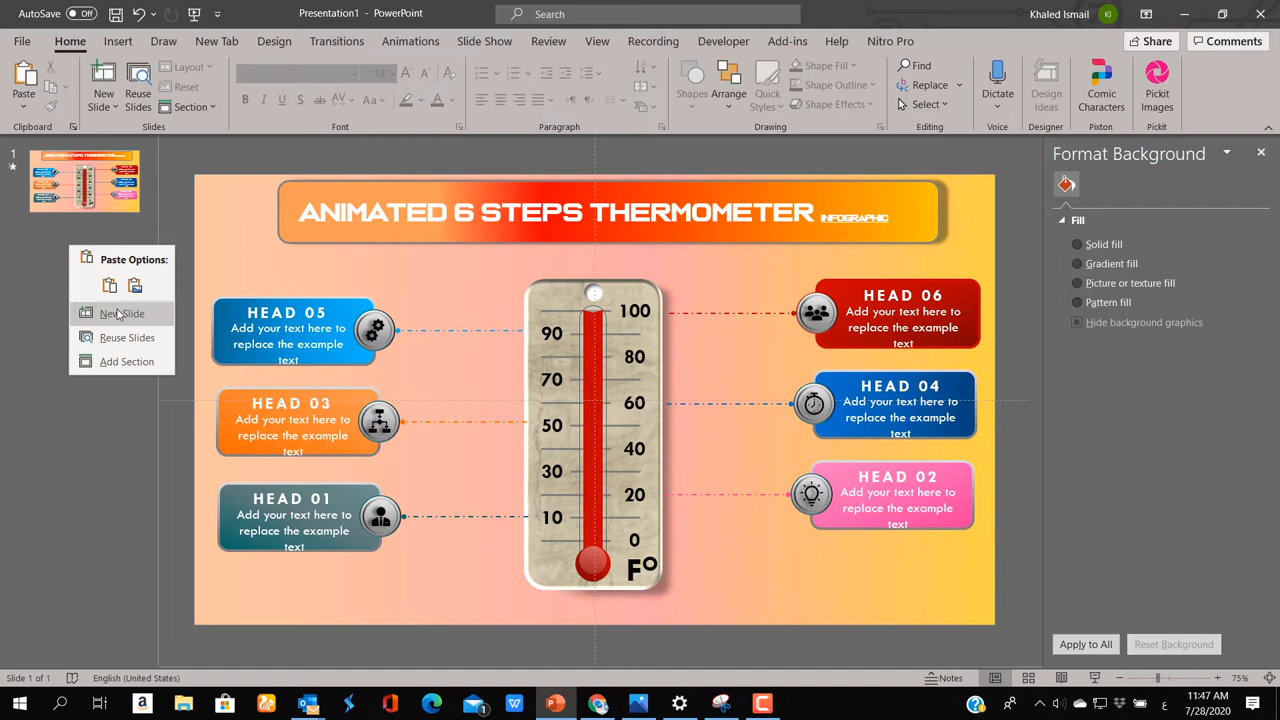 AutoSave Off
Presentation1 - PowerPoint
Search
Khaled Ismail KI
File Home Insert Draw New Tab Design Transitions Animations Slide Show Review View Recording Developer Add-ins Help Nitro Pro
Share Comments
Paste
New
Slide
Reuse
Slides
Layout
Reset
Section
18
B I U S ab AV Aa A
Shapes
Arrange
Quick
Styles
Shape Fill
Shape Outline
Shape Effects
Find
Replace
Select
Dictate
Design
Ideas
Comic
Characters
Pickit
Images
Clipboard Slides Font Paragraph Drawing Editing Voice Designer Pixton Pickit
1
Paste Options:
New Slide
Reuse Slides
Add Section
ANIMATED 6 STEPS THERMOMETER INFOGRAPHIC
HEAD 05
Add your text here to
replace the example
text
HEAD 03
Add your text here to
replace the example
text
HEAD 01
Add your text here to
replace the example
text
100
90
80
70
60
50
40
30
20
10
0
FO
HEAD 06
Add your text here to
replace the example
text
HEAD 04
Add your text here to
replace the example
text
HEAD 02
Add your text here to
replace the example
text
Format Background
Fill
Solid fill
Gradient fill
Picture or texture fill
Pattern fill
Hide background graphics
Apply to All
Reset Background
Slide 1 of 1
English (United States)
Notes
75%
11:47 AM
7/28/2020